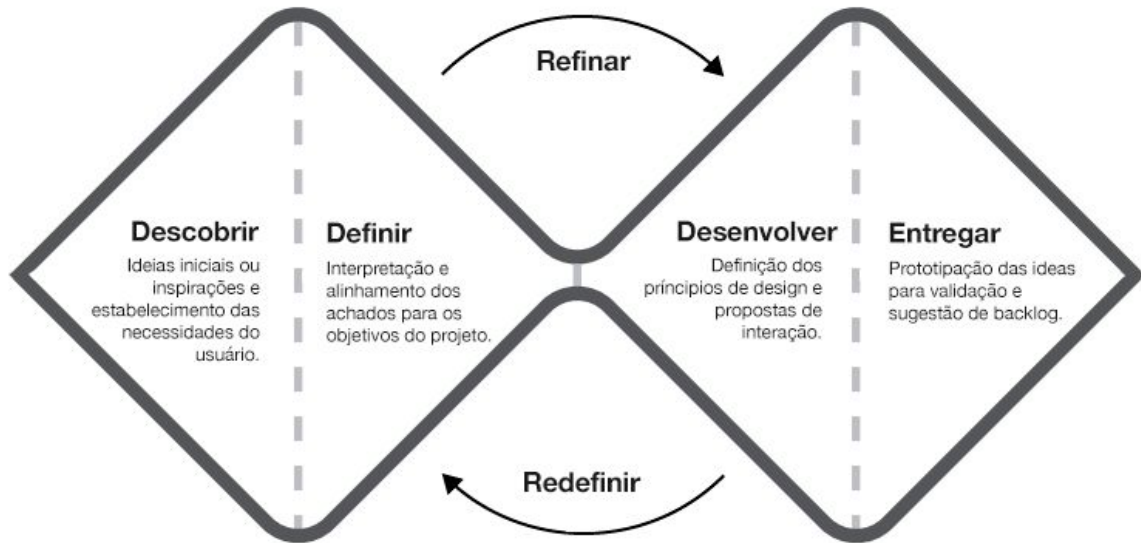 Refinar
Descobrir
Ideias iniciais ou
inspirações e
estabelecimento das
necessidades do
usuário.
Definir
Interpretação e
alinhamento dos
achados para os
objetivos do projeto.
Desenvolver
Definição dos
príncipios de design e
propostas de
interação.
Entregar
Prototipação das ideias
para validação e
sugestão de backlog.
Redefinir